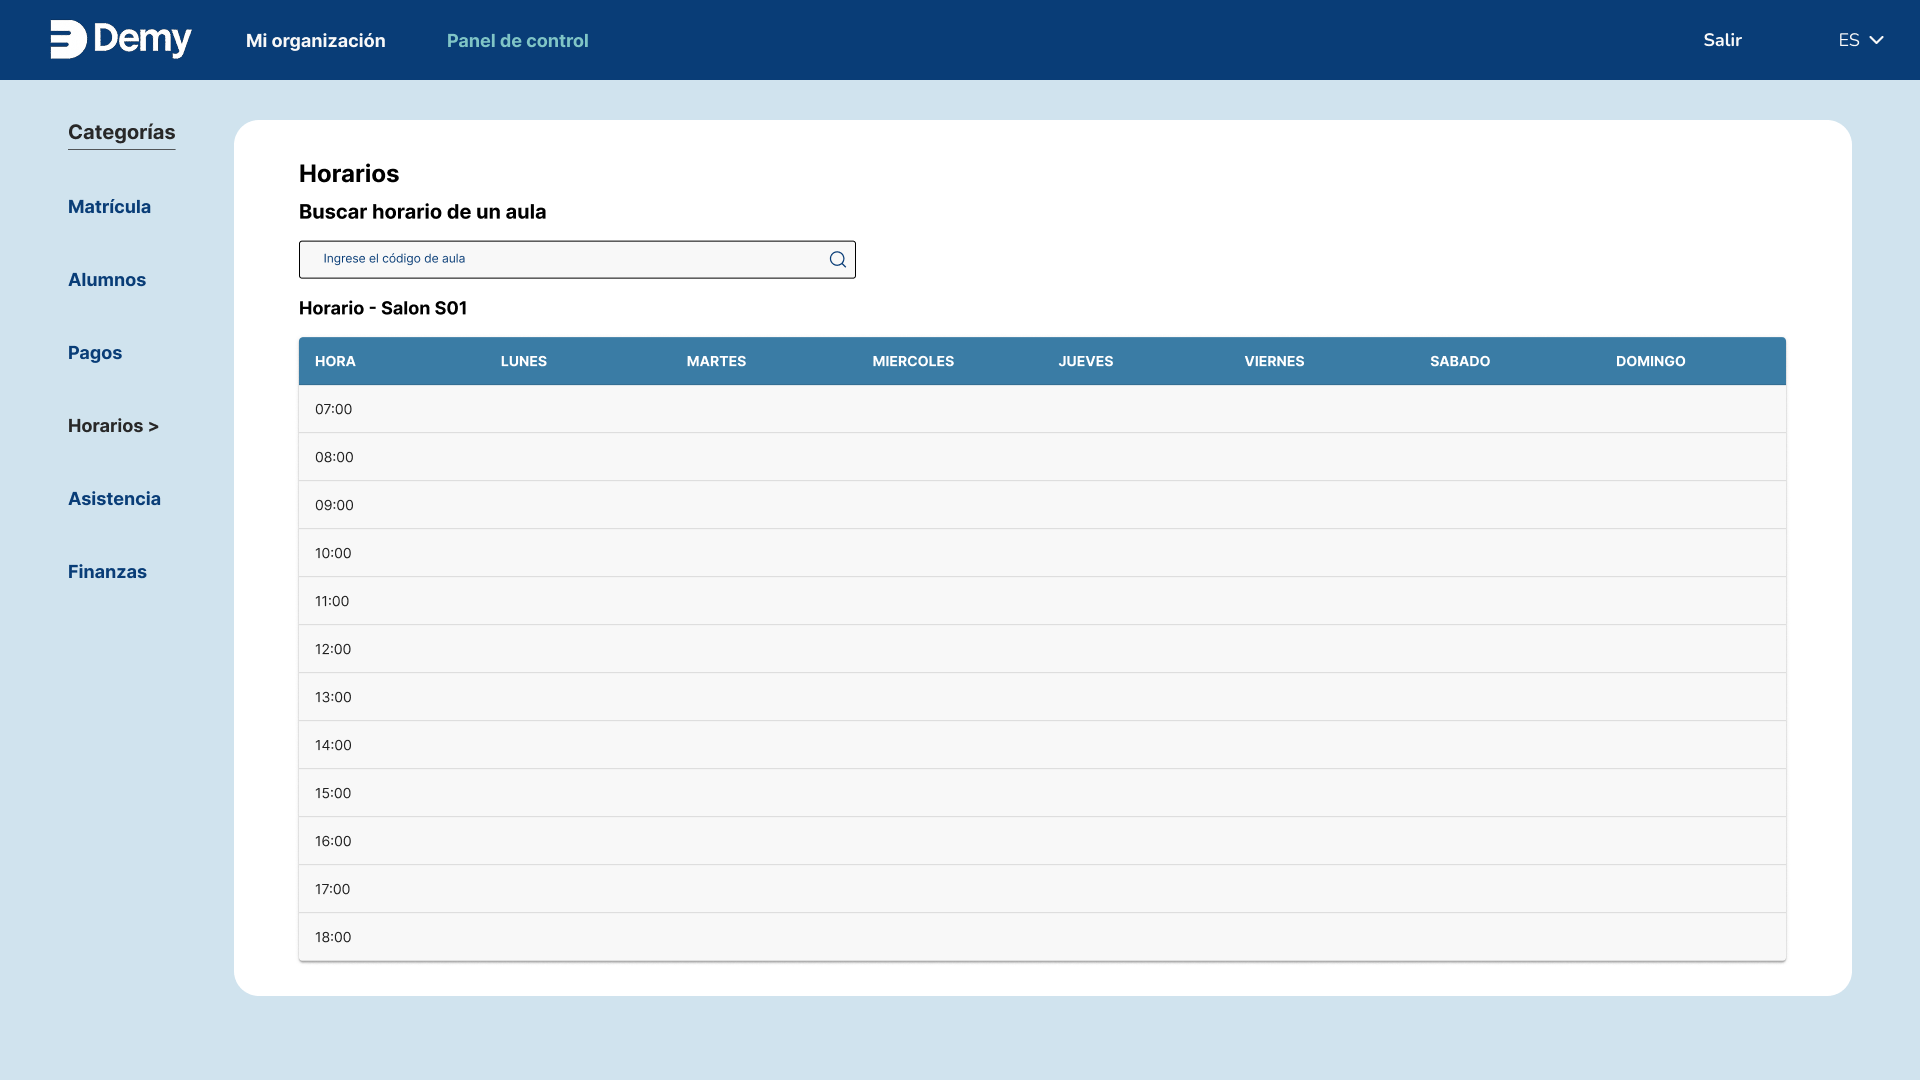 Demy
Mi organización
Panel de control
Salir
ES
Categorías
Matrícula
Alumnos
Pagos
Horarios >
Asistencia
Finanzas
Horarios
Buscar horario de un aula
Ingrese el código de aula
Horario - Salon S01
HORA LUNES MARTES MIERCOLES JUEVES VIERNES SABADO DOMINGO
07:00
08:00
09:00
10:00
11:00
12:00
13:00
14:00
15:00
16:00
17:00
18:00